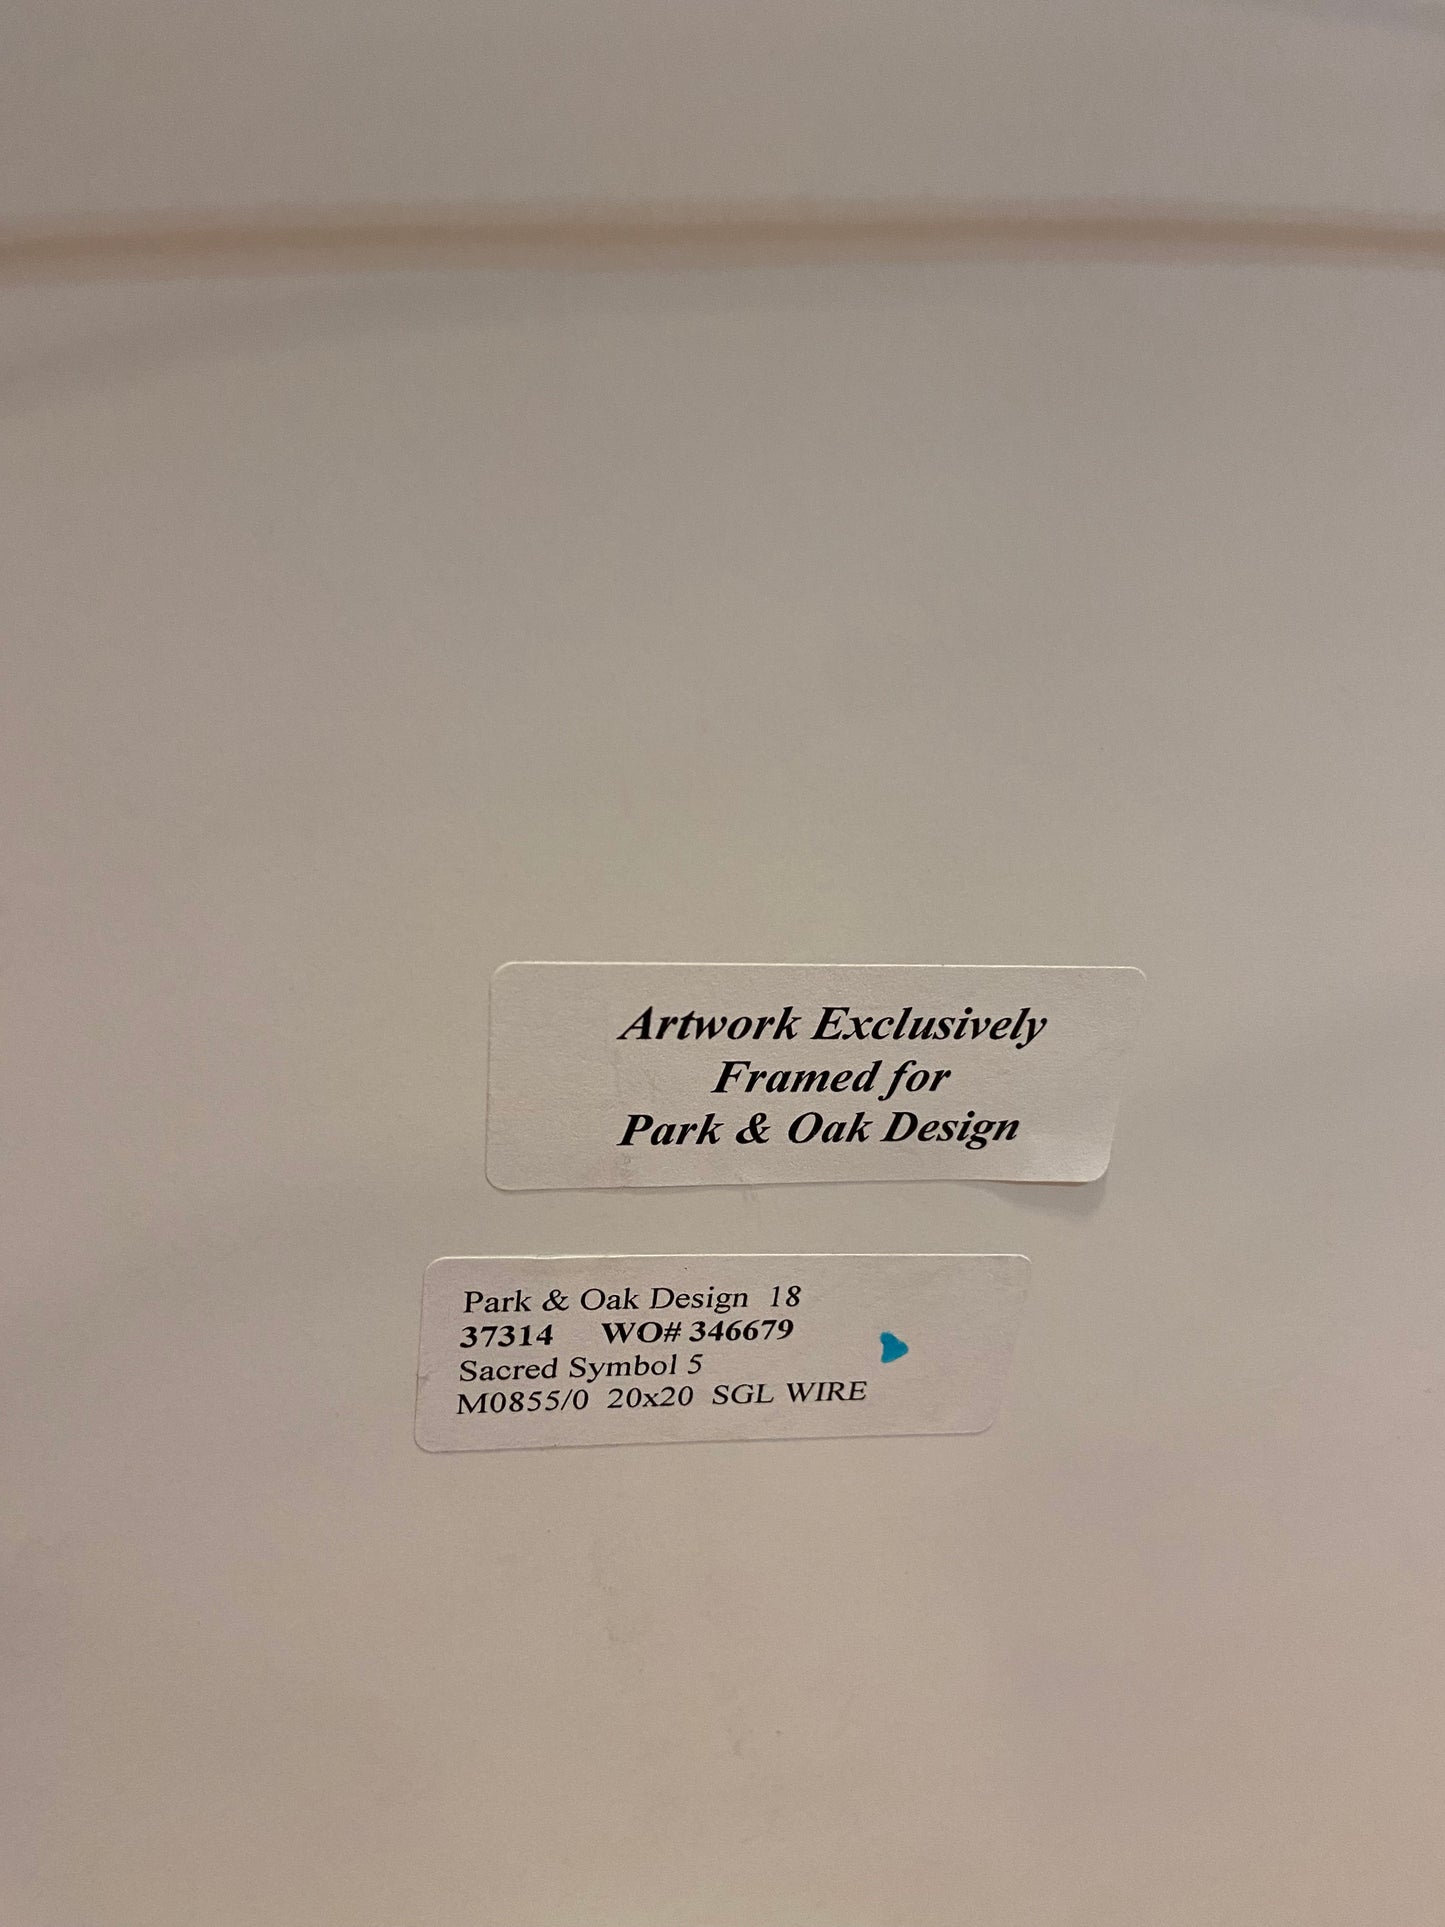 Artwork Exclusively
Framed for
Park & Oak Design
Park & Oak Design 18
37314 WO# 346679
Sacred Symbol 5
M0855/0 20x20 SGL WIRE